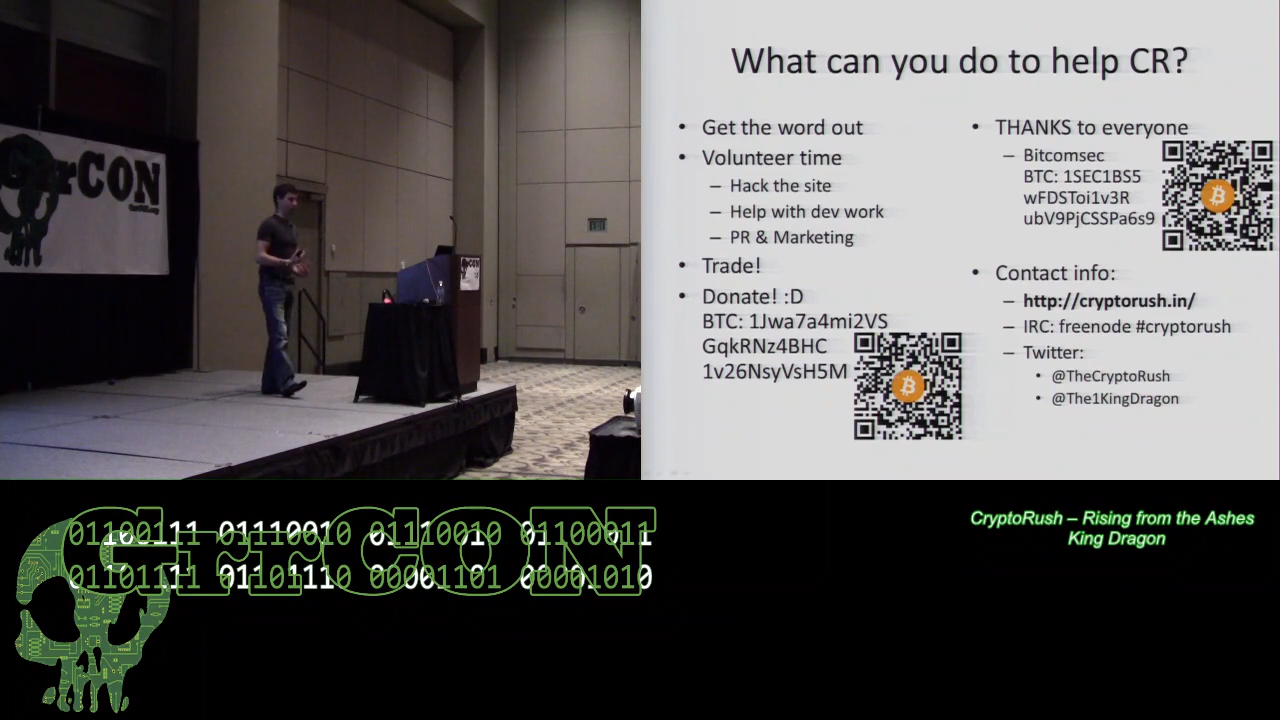 GrrCON
What can you do to help CR?
• Get the word out
• Volunteer time
– Hack the site
– Help with dev work
– PR & Marketing
• Trade!
• Donate! :D
BTC: 1Jwa7a4mi2VS
GqkRNz4BHC
1v26NsyVsH5M
• THANKS to everyone
– Bitcomsec
BTC: 1SEC1BS5
wFDSToi1v3R
ubV9PjCSSPa6s9
• Contact info:
– http://cryptorush.in/
– IRC: freenode #cryptorush
– Twitter:
• @TheCryptoRush
• @The1KingDragon
GrrCON
01100111 01110010 01110010 01100011
01101111 01101110 00001101 00001010
CryptoRush – Rising from the Ashes
King Dragon